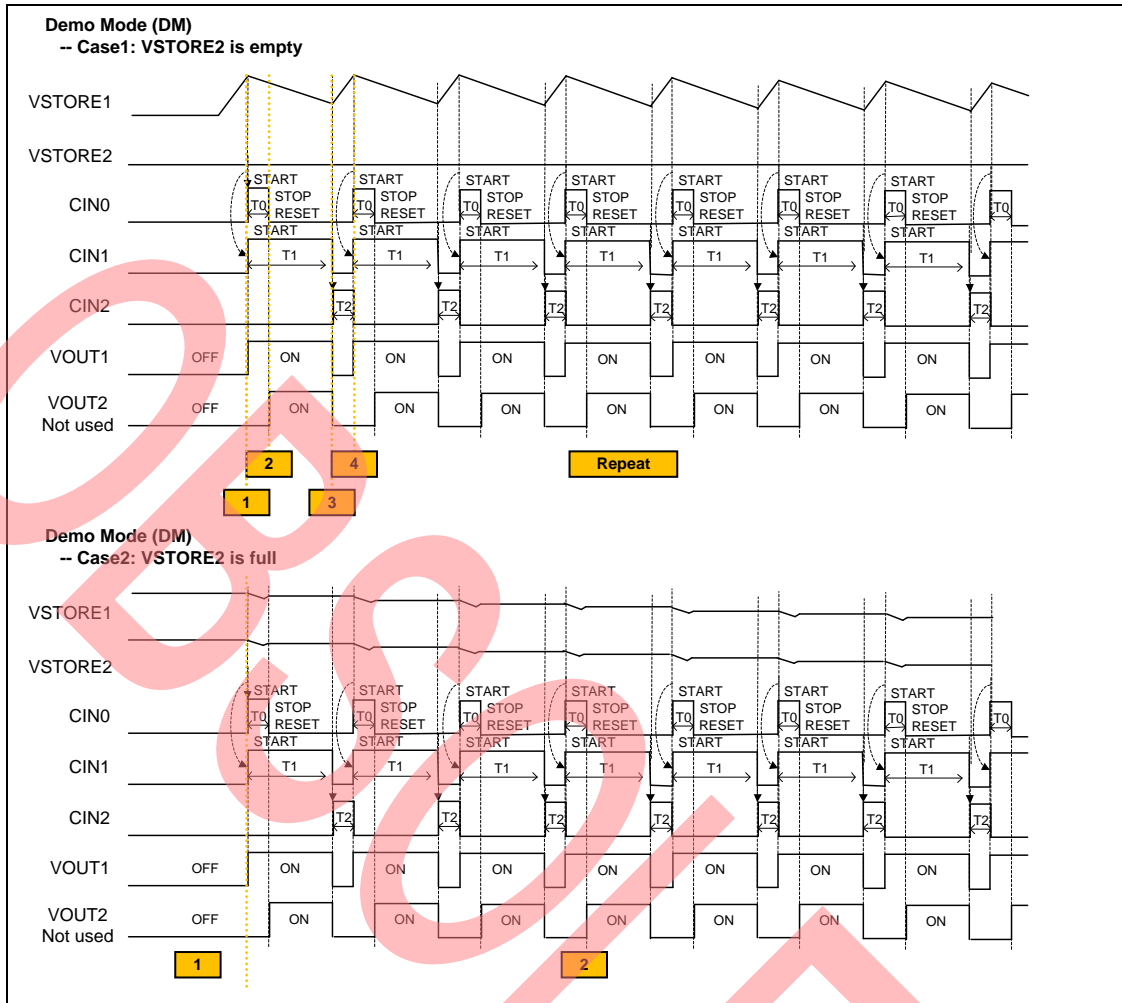 Demo Mode (DM)
-- Case1: VSTORE2 is empty
VSTORE1
VSTORE2
START START START START START START START
CIN0 T0 STOP T0 STOP T0 STOP T0 STOP T0 STOP T0 STOP T0 STOP T0
RESET RESET RESET RESET RESET RESET RESET
START START START START START START START
CIN1 T1 T1 T1 T1 T1 T1 T1
CIN2 T2 T2 T2 T2 T2 T2 T2
VOUT1 OFF ON ON ON ON ON ON ON
VOUT2 OFF ON ON ON ON ON ON ON
Not used
2 4 Repeat
1 3
Demo Mode (DM)
-- Case2: VSTORE2 is full
VSTORE1
VSTORE2
START START START START START START START
CIN0 T0 STOP T0 STOP T0 STOP T0 STOP T0 STOP T0 STOP T0 STOP T0
RESET RESET RESET RESET RESET RESET RESET
START START START START START START START
CIN1 T1 T1 T1 T1 T1 T1 T1
CIN2 T2 T2 T2 T2 T2 T2 T2
VOUT1 OFF ON ON ON ON ON ON ON
VOUT2 OFF ON ON ON ON ON ON ON
Not used
1 2